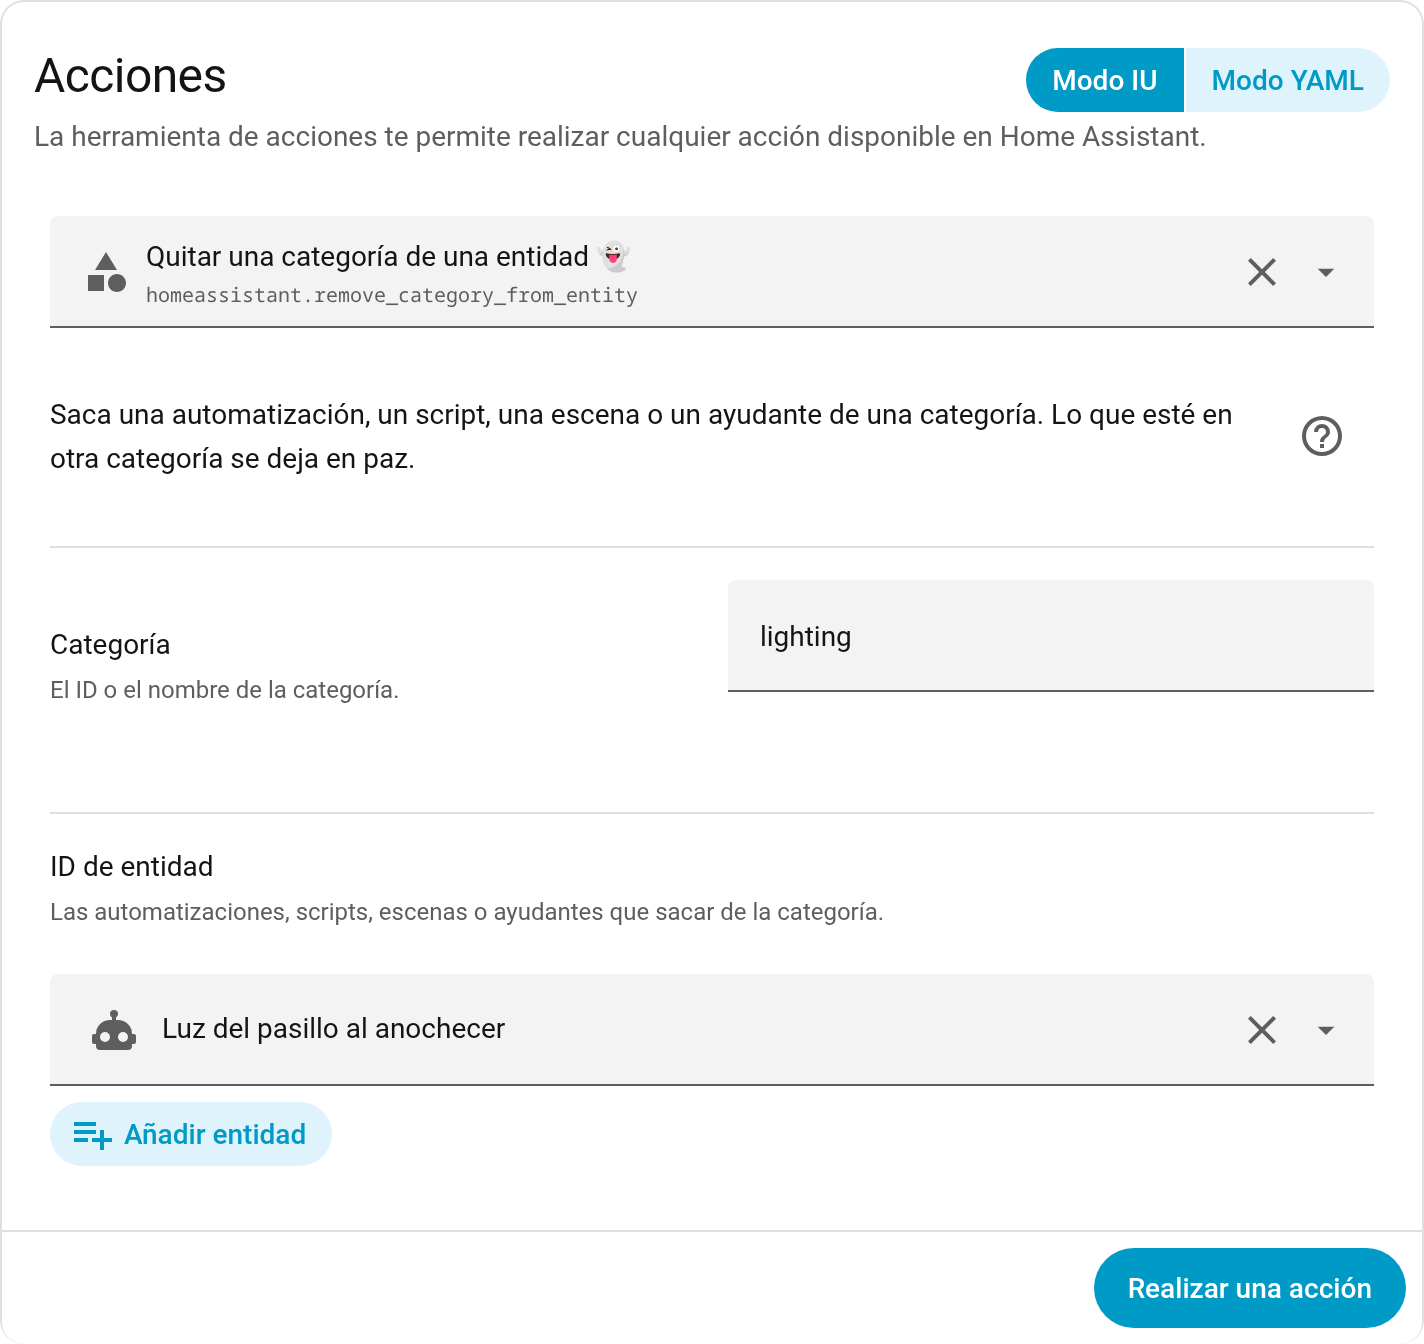 Acciones
Modo IU
Modo YAML
La herramienta de acciones te permite realizar cualquier acción disponible en Home Assistant.
Quitar una categoría de una entidad 👻
homeassistant.remove_category_from_entity
Saca una automatización, un script, una escena o un ayudante de una categoría. Lo que esté en
otra categoría se deja en paz.
Categoría
El ID o el nombre de la categoría.
lighting
ID de entidad
Las automatizaciones, scripts, escenas o ayudantes que sacar de la categoría.
Luz del pasillo al anochecer
Añadir entidad
Realizar una acción